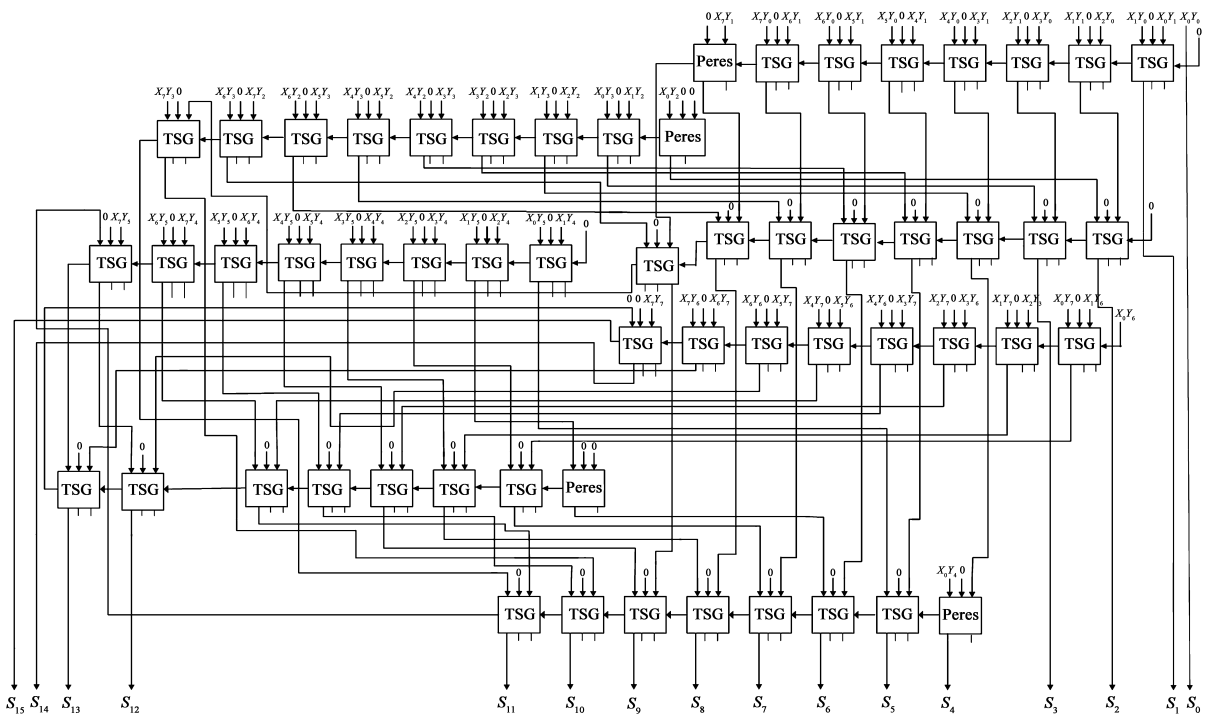 0 X₇Y₁ X₇Y₀ 0 X₆Y₁ X₆Y₀ 0 X₅Y₁ X₅Y₀ 0 X₄Y₁ X₄Y₀ 0 X₃Y₁ X₂Y₁ 0 X₃Y₀ X₁Y₁ 0 X₂Y₀ X₁Y₀ 0 X₀Y₁ X₀Y₀
0
Peres TSG TSG TSG TSG TSG TSG TSG
X₇Y₃ 0 X₆Y₃ 0 X₇Y₂ X₆Y₂ 0 X₅Y₃ X₄Y₃ 0 X₅Y₂ X₄Y₂ 0 X₃Y₃ X₃Y₂ 0 X₂Y₃ X₁Y₃ 0 X₂Y₂ X₀Y₃ 0 X₁Y₂ X₀Y₂ 0 0
TSG TSG TSG TSG TSG TSG TSG TSG Peres
0 X₇Y₅ X₆Y₅ 0 X₇Y₄ X₅Y₅ 0 X₆Y₄ X₄Y₅ 0 X₅Y₄ X₃Y₅ 0 X₄Y₄ X₂Y₅ 0 X₃Y₄ X₁Y₅ 0 X₂Y₄ X₀Y₅ 0 X₁Y₄ 0
0 0 0 0 0 0 0 0 0
TSG TSG TSG TSG TSG TSG TSG TSG TSG TSG TSG TSG TSG TSG TSG TSG
0 0 X₇Y₇ X₇Y₆ 0 X₆Y₇ X₆Y₆ 0 X₅Y₇ X₄Y₇ 0 X₅Y₆ X₄Y₆ 0 X₃Y₇ X₂Y₇ 0 X₃Y₆ X₁Y₇ 0 X₀Y₇ 0 X₁Y₆ X₀Y₆
TSG TSG TSG TSG TSG TSG TSG TSG
0 0 0 0 0 0 0 0 0
TSG TSG TSG TSG TSG TSG TSG Peres
0 0 0 0 0 0 0 X₀Y₄ 0
TSG TSG TSG TSG TSG TSG TSG Peres
S₁₅ S₁₄ S₁₃ S₁₂ S₁₁ S₁₀ S₉ S₈ S₇ S₆ S₅ S₄ S₃ S₂ S₁ S₀